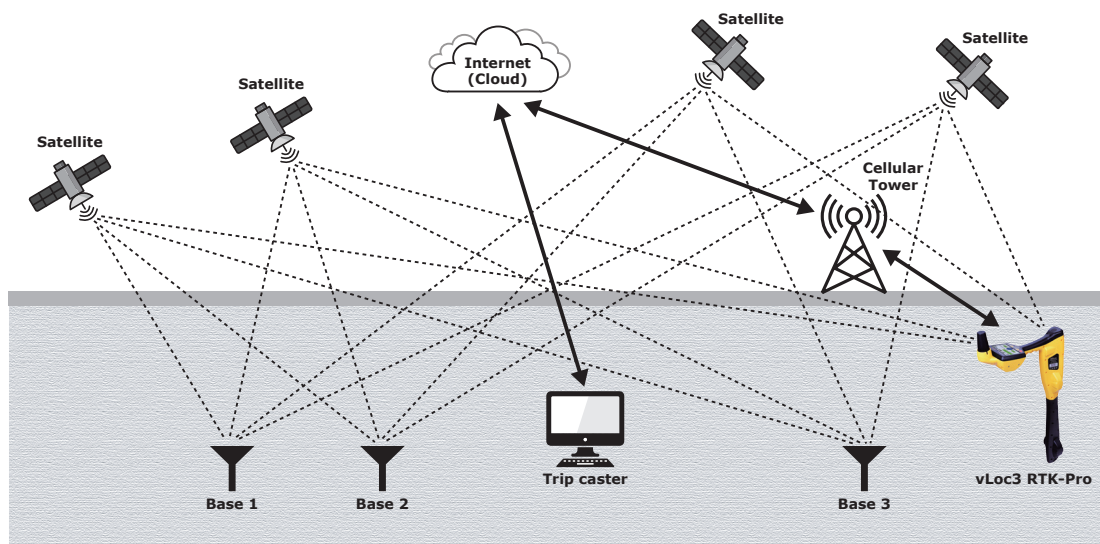 Satellite
Satellite
Internet
(Cloud)
Satellite
Satellite
Cellular
Tower
Trip caster
vLoc3 RTK-Pro
Base 1
Base 2
Base 3